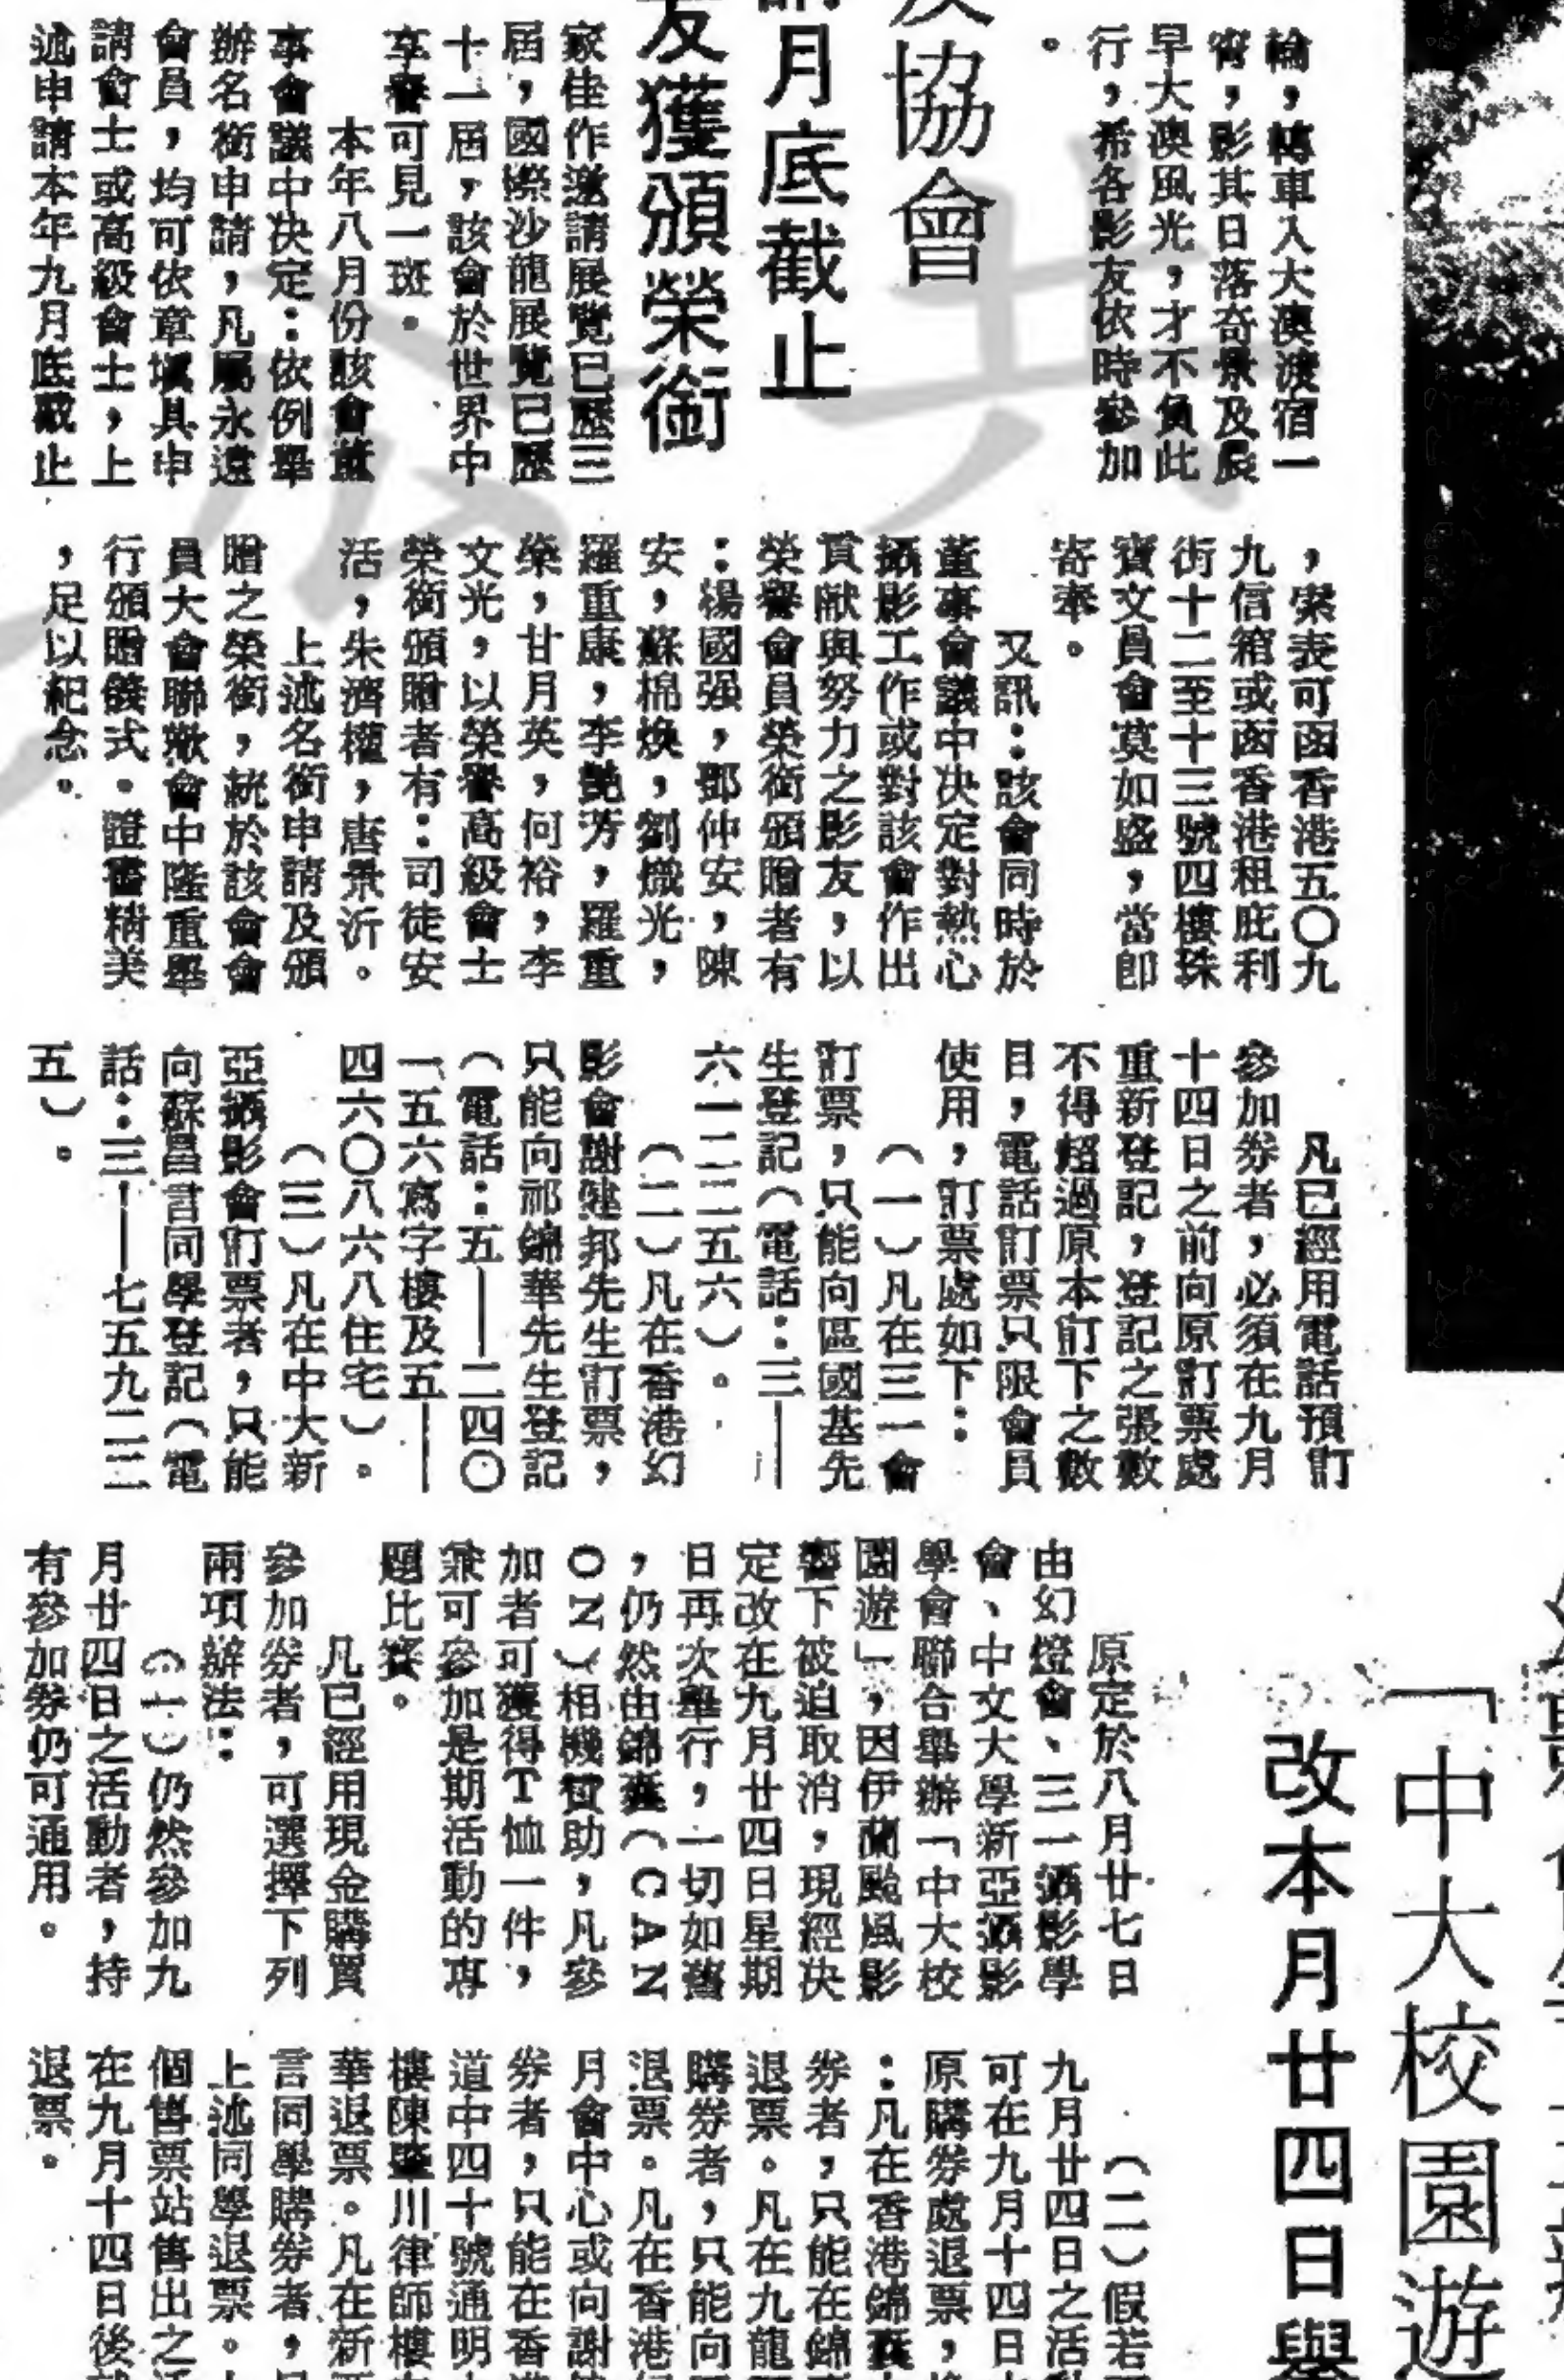 輪，轉車入大澳渡宿一
宵，影其日落奇景及晨
早大澳風光，才不負此
行，希各影友依時參加
。
協會
月底截止
友獲頒榮銜
家佳作邀請展覽已歷三
屆，國際沙龍展覽已歷
十一屆，該會於世界中
享譽可見一斑。
本年八月份該會董
事會議中決定：依例舉
辦名銜申請，凡屬永遠
會員，均可依章填具申
請會士或高級會士，上
述申請本年九月底截止
，索表可函香港五〇九
九信箱或函香港租庇利
街十二至十三號四樓珠
寶文員會莫如盛，當即
寄奉。
又訊：該會同時於
董事會議中決定對熱心
攝影工作或對該會作出
貢献與努力之影友，以
榮譽會員榮銜頒贈者有
：楊國强，鄧仲安，陳
安，蘇棉煥，劉熾光，
羅重康，李艷芳，羅重
榮，甘月英，何裕，李
文光，以榮譽高級會士
榮銜頒贈者有：司徒安
活，朱濟權，唐景沂。
上述名銜申請及頒
贈之榮銜，統於該會會
員大會聯歡會中隆重舉
行頒贈儀式。證書精美
，足以紀念。
凡已經用電話預訂
參加券者，必須在九月
十四日之前向原訂票處
重新登記，登記之張數
不得超過原本訂下之數
目，電話訂票只限會員
使用，訂票處如下：
（一）凡在三一會
訂票，只能向區國基先
生登記（電話：三——
六一二二五六）。
（二）凡在香港幻
影會謝建邦先生訂票，
只能向祁錦華先生登記
（電話：五——二四〇
一五六寫字樓及五——
四六〇八六八住宅）。
（三）凡在中大新
亞攝影會訂票者，只能
向蘇昌言同學登記（電
話：三——七五九二三
五）。
「中大校園遊
改本月廿四日舉
原定於八月廿七日
由幻燈會、三一攝影學
會、中文大學新亞攝影
學會聯合舉辦「中大校
園遊」，因伊蘭颱風影
響下被迫取消，現經決
定改在九月廿四日星期
日再次舉行，一切如舊
，仍然由錦囊（CAN
ON）相機贊助，凡參
加者可獲得T恤一件，
兼可參加是期活動的專
題比賽。
凡已經用現金購買
參加券者，可選擇下列
兩項辦法：
（一）仍然參加九
月廿四日之活動者，持
有參加券仍可通用。
（二）假若
九月廿四日之活
可在九月十四日
原購券處退票，
：凡在香港錦囊
券者，只能在錦
退票。凡在九龍
購券者，只能向
退票。凡在香港
月會中心或向謝
券者，只能在香
道中四十號通明
樓陳肇川律師樓
華退票。凡在新
言同學購券者，
上述同學退票。
個售票站售出之
在九月十四日後
退票。